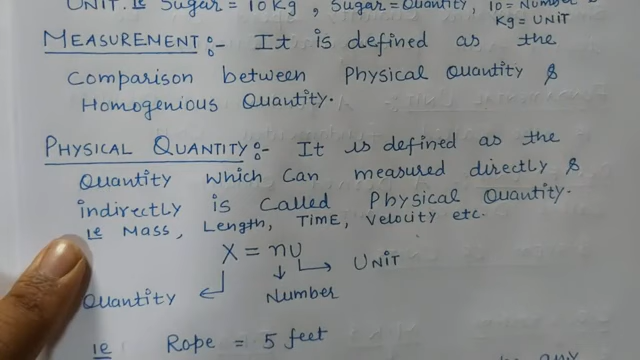 UNIT. ie Sugar = 10 Kg, Sugar = Quantity, 10 = Number &
Kg = UNIT
MEASUREMENT :- It is defined as the
Comparison between Physical Quantity &
Homogenious Quantity.
PHYSICAL QUANTITY :- It is defined as the
Quantity which can measured directly &
indirectly is called Physical Quantity.
ie Mass, Length, Time, Velocity etc.
X = nU
UNIT
Quantity Number
ie Rope = 5 feet
any